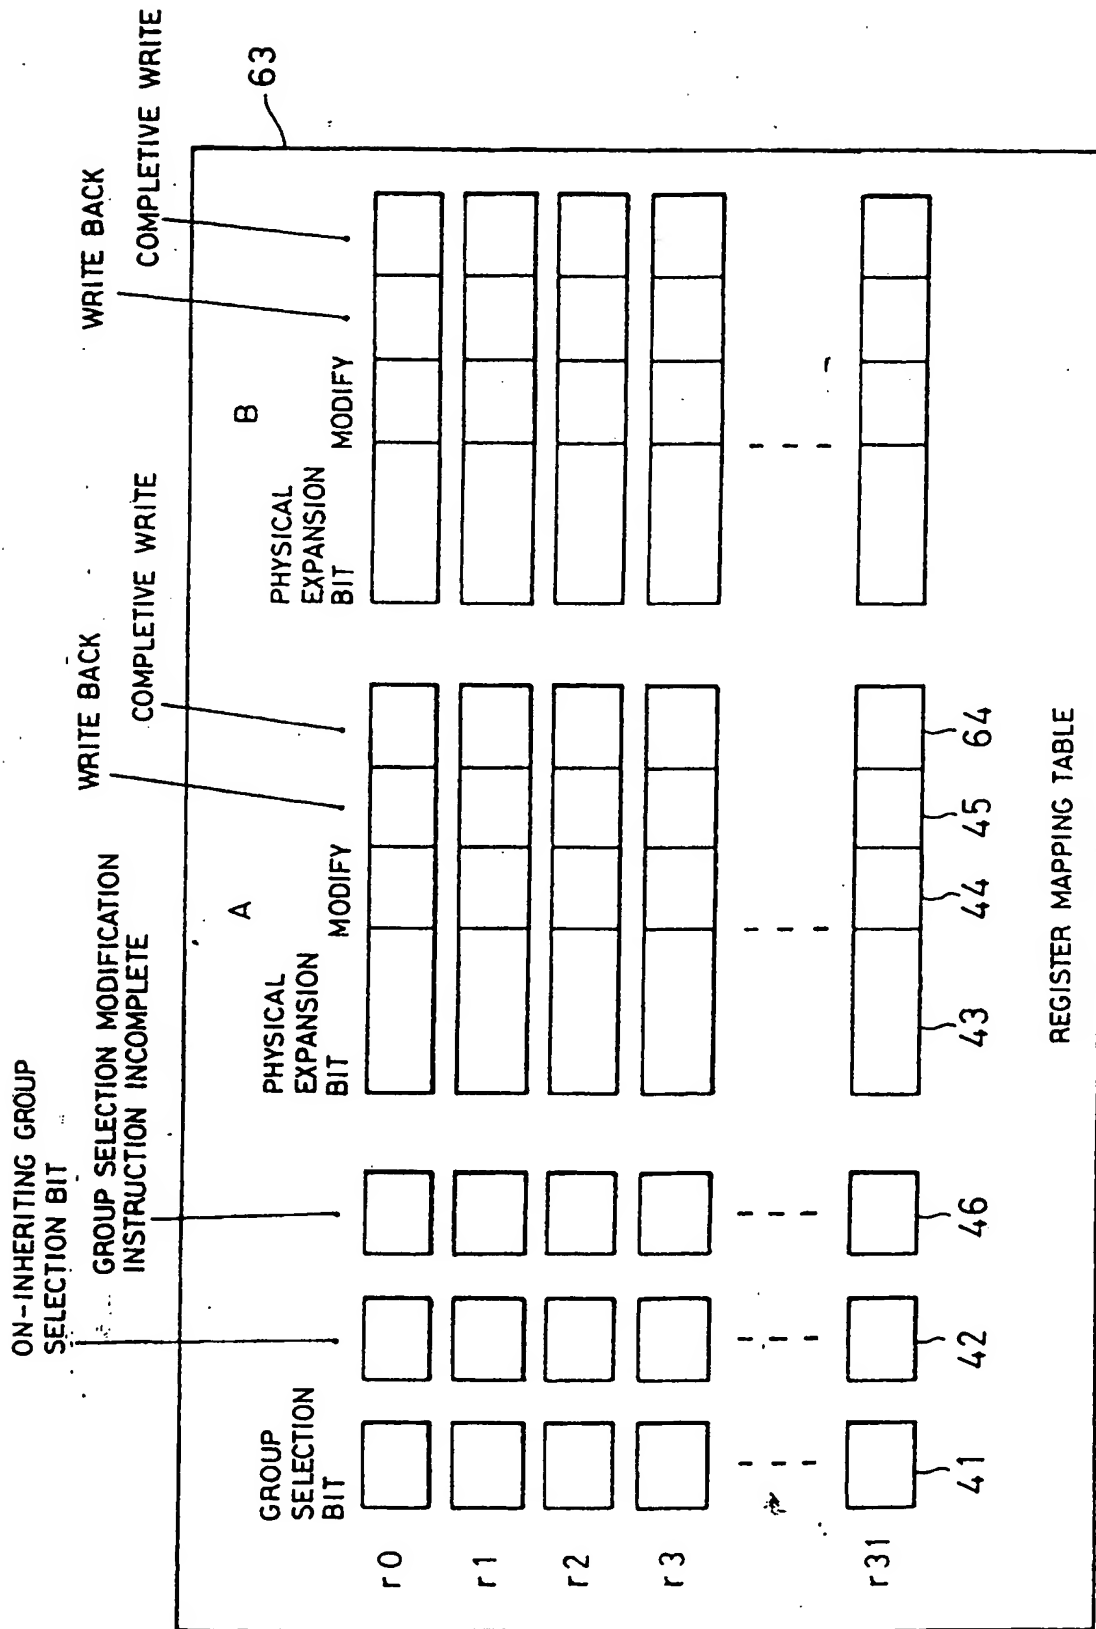 ON-INHERITING GROUP
SELECTION BIT
GROUP SELECTION MODIFICATION
INSTRUCTION INCOMPLETE
WRITE BACK
COMPLETIVE WRITE
WRITE BACK
COMPLETIVE WRITE
63
A
B
GROUP
SELECTION
BIT
PHYSICAL
EXPANSION
BIT
MODIFY
PHYSICAL
EXPANSION
BIT
MODIFY
r0
r1
r2
r3
r31
41
42
46
43
44
45
64
REGISTER MAPPING TABLE